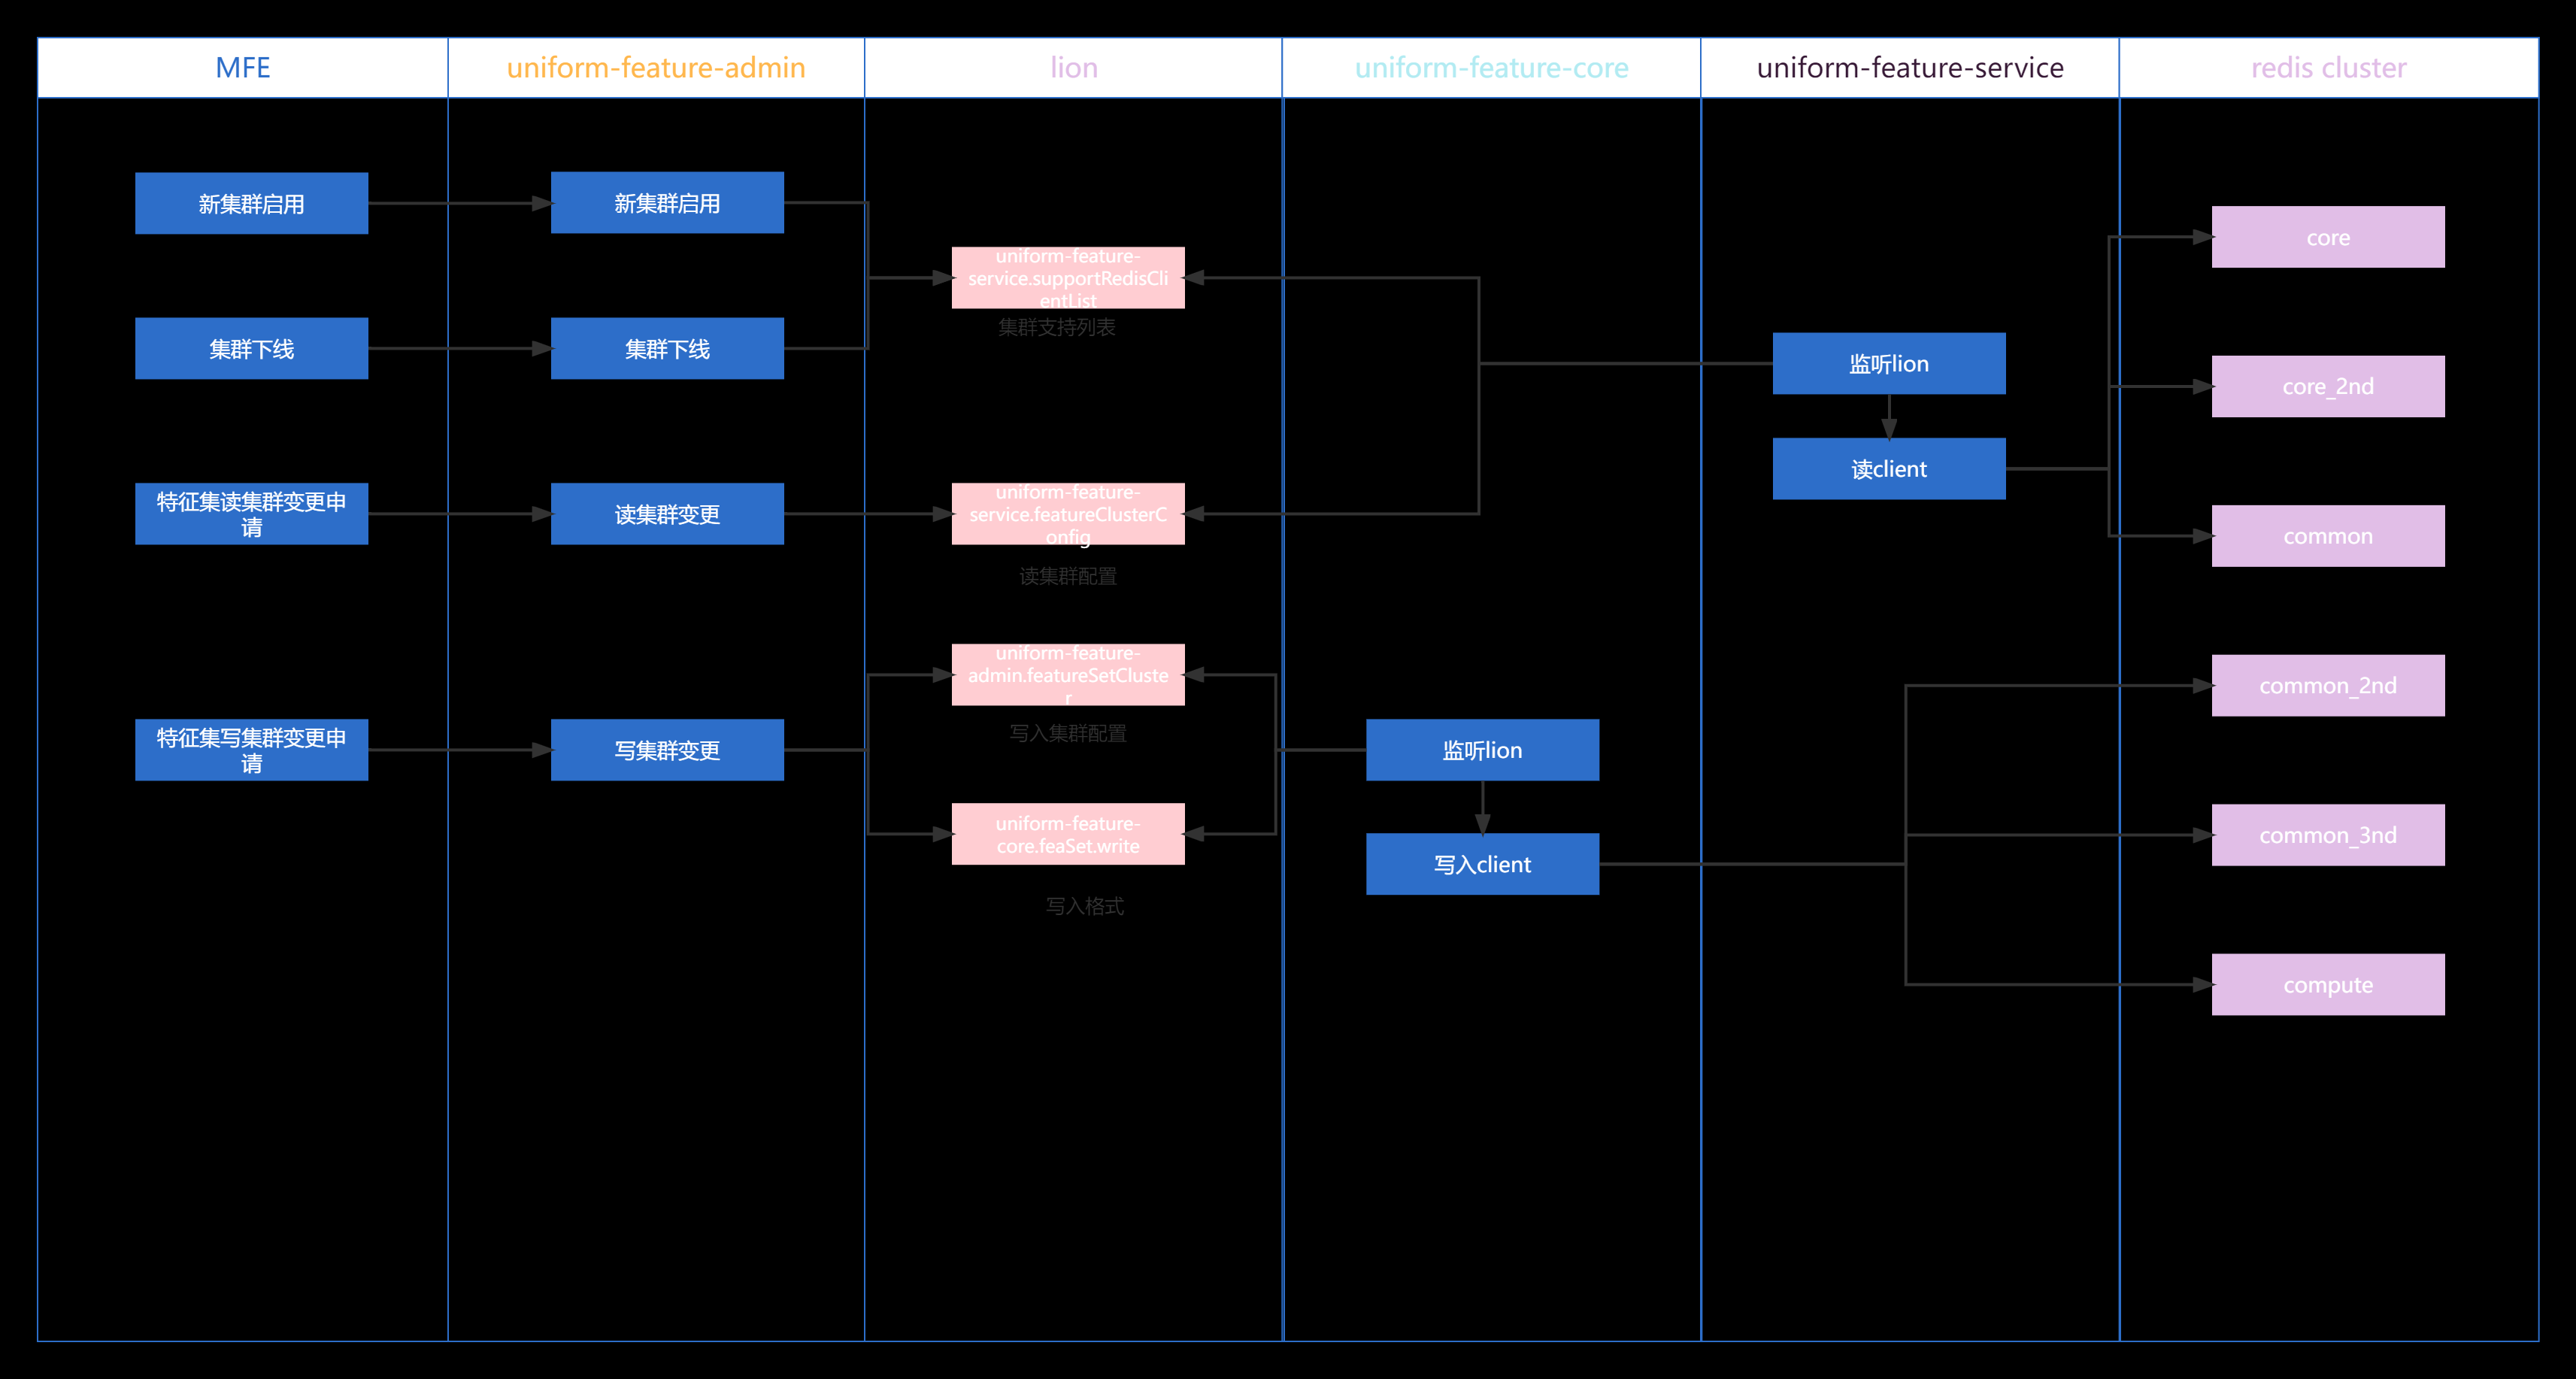 MFE
uniform-feature-admin
lion
uniform-feature-core
uniform-feature-service
redis cluster
新集群启用
新集群启用
uniform-feature-
service.supportRedisCli
entList
集群支持列表
core
集群下线
集群下线
监听lion
core_2nd
读client
特征集读集群变更申
请
读集群变更
uniform-feature-
service.featureClusterC
onfig
读集群配置
common
uniform-feature-
admin.featureSetCluste
r
写入集群配置
common_2nd
特征集写集群变更申
请
写集群变更
监听lion
uniform-feature-
core.feaSet.write
写入格式
写入client
common_3nd
compute